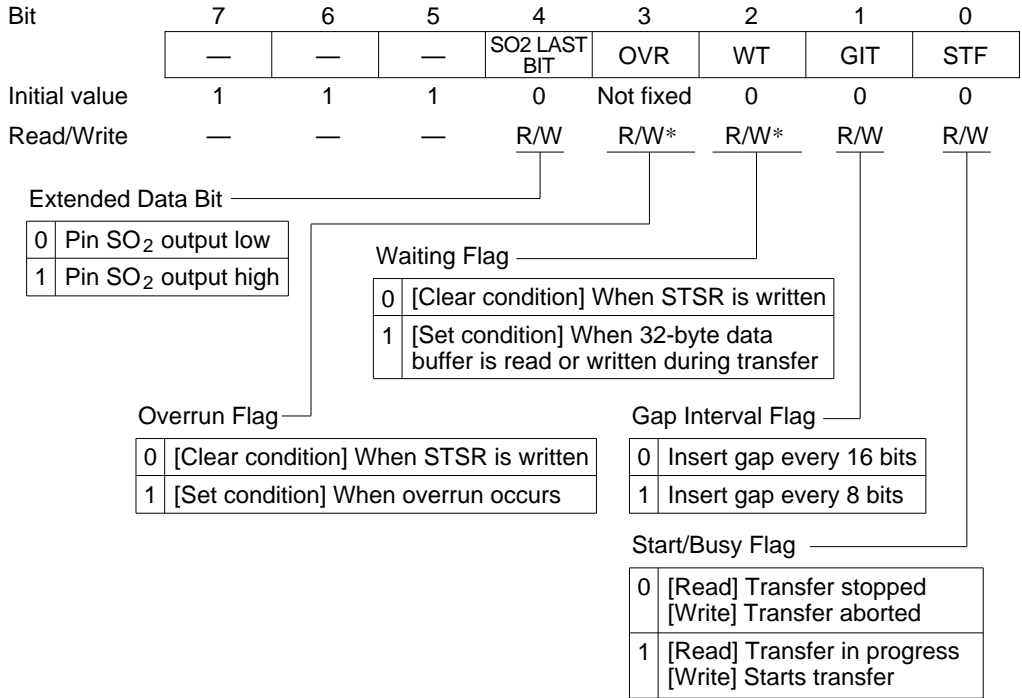 Bit 7 6 5 4 3 2 1 0
— — — SO2 LAST BIT OVR WT GIT STF
Initial value 1 1 1 0 Not fixed 0 0 0
Read/Write — — — R/W R/W* R/W* R/W R/W
Extended Data Bit
0 Pin SO2 output low
1 Pin SO2 output high
Waiting Flag
0 [Clear condition] When STSR is written
1 [Set condition] When 32-byte data
buffer is read or written during transfer
Overrun Flag
0 [Clear condition] When STSR is written
1 [Set condition] When overrun occurs
Gap Interval Flag
0 Insert gap every 16 bits
1 Insert gap every 8 bits
Start/Busy Flag
0 [Read] Transfer stopped
[Write] Transfer aborted
1 [Read] Transfer in progress
[Write] Starts transfer